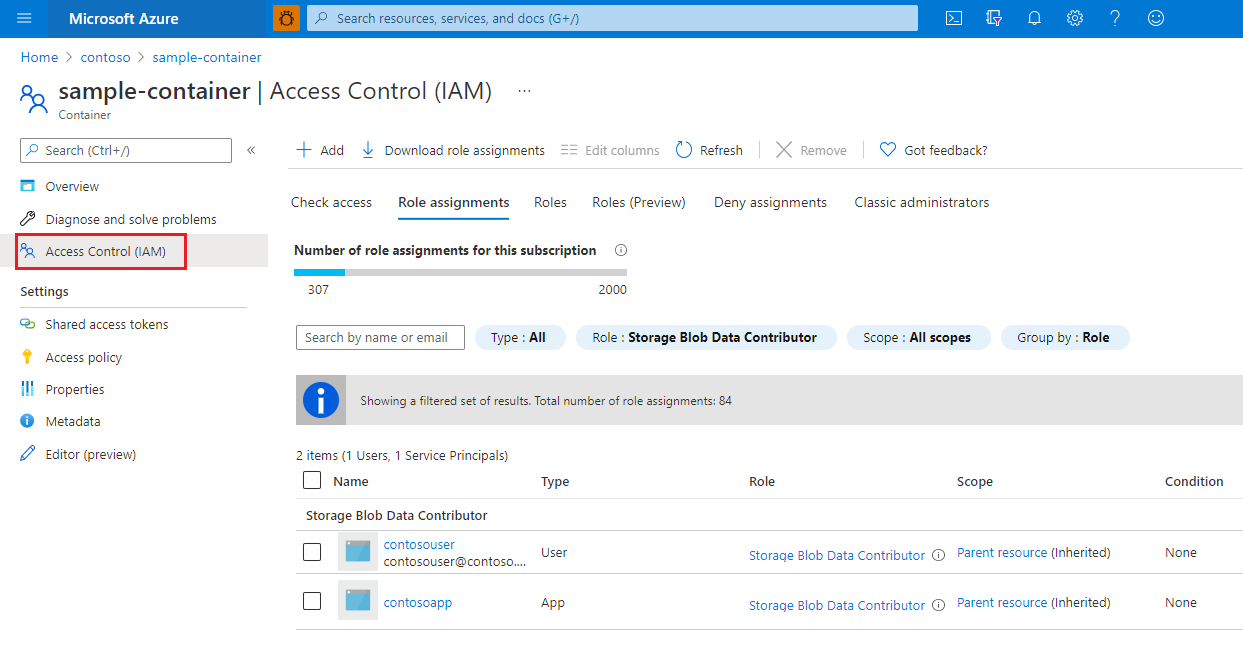 Microsoft Azure
Search resources, services, and docs (G+/)
Home > contoso > sample-container
sample-container | Access Control (IAM) ...
Container
Search (Ctrl+/)
«
Overview
Diagnose and solve problems
Access Control (IAM)
Settings
Shared access tokens
Access policy
Properties
Metadata
Editor (preview)
Add Download role assignments Edit columns Refresh Remove Got feedback?
Check access Role assignments Roles Roles (Preview) Deny assignments Classic administrators
Number of role assignments for this subscription
307 2000
Search by name or email Type : All Role : Storage Blob Data Contributor Scope : All scopes Group by : Role
Showing a filtered set of results. Total number of role assignments: 84
2 items (1 Users, 1 Service Principals)
Name Type Role Scope Condition
Storage Blob Data Contributor
contosouser User Storage Blob Data Contributor Parent resource (Inherited) None
contosouser@contoso....
contosoapp App Storage Blob Data Contributor Parent resource (Inherited) None